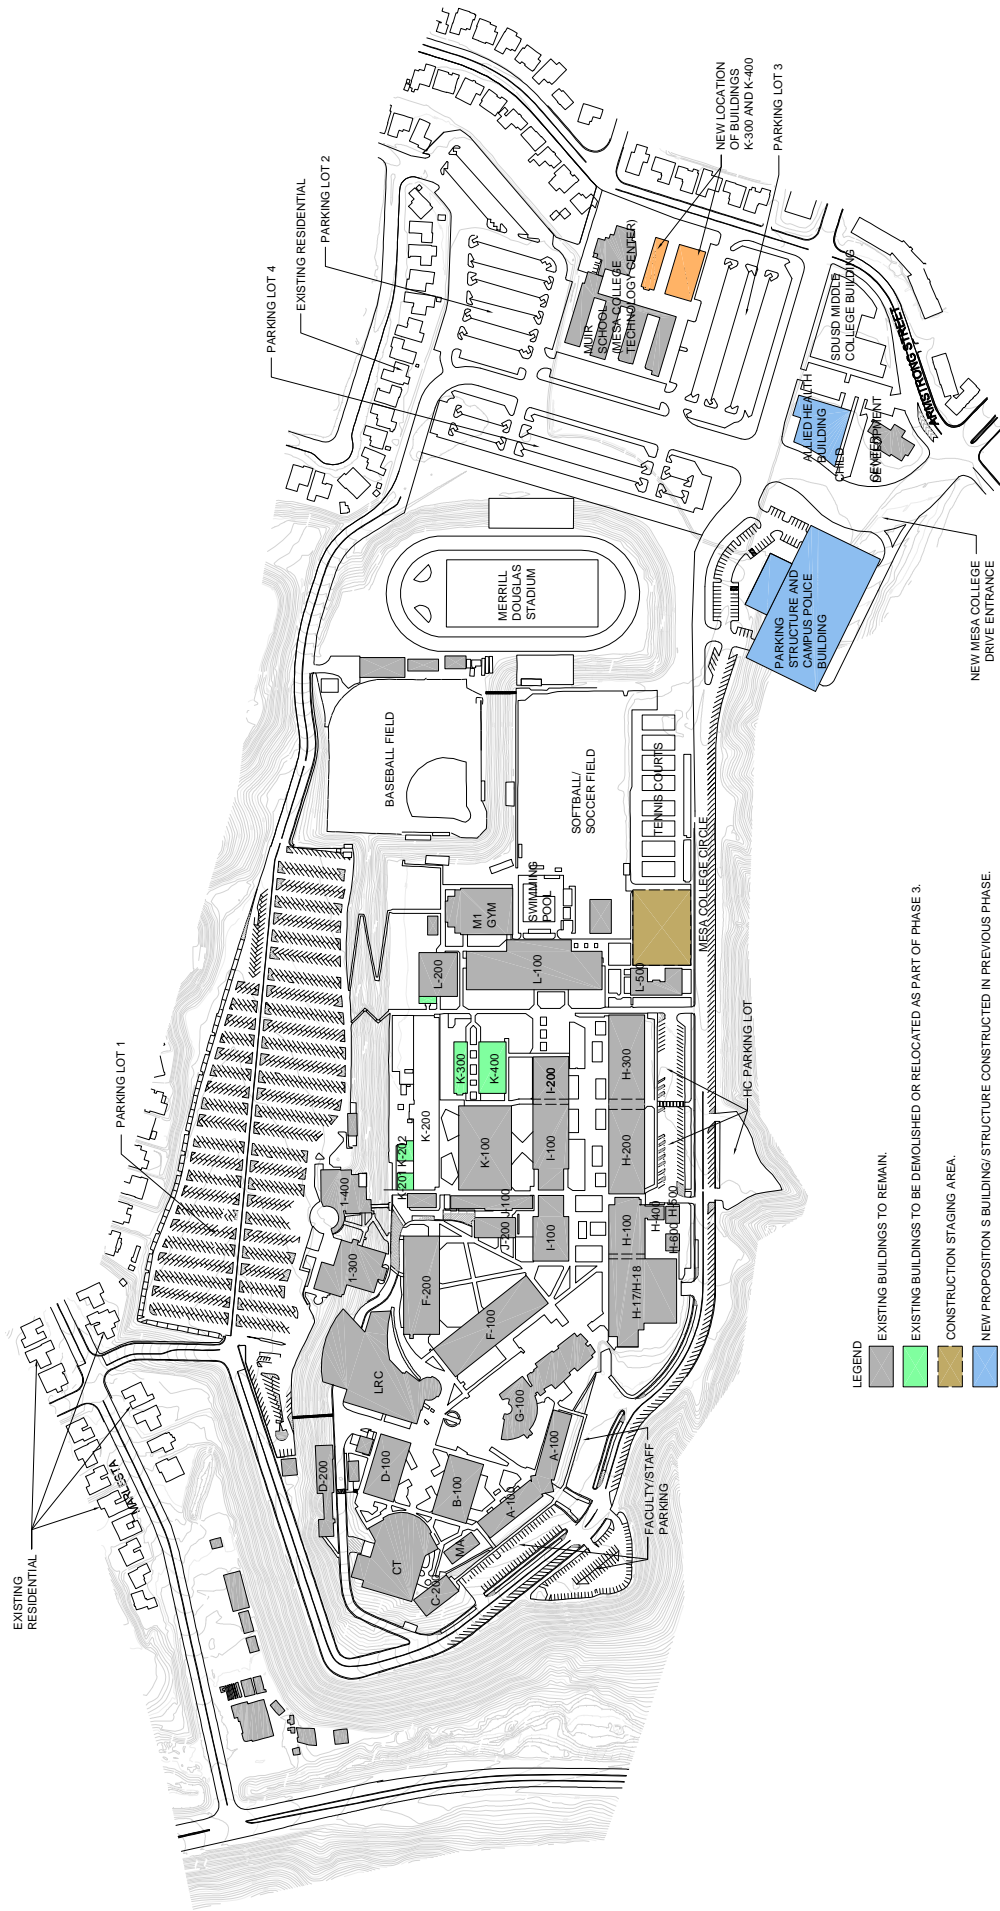 EXISTING
RESIDENTIAL
PARKING LOT 1
PARKING LOT 4
EXISTING RESIDENTIAL
PARKING LOT 2
NEW LOCATION
OF BUILDINGS
K-300 AND K-400
PARKING LOT 3
MARLESTA
MUIR
SCHOOL
(MESA COLLEGE
TECHNOLOGY CENTER)
SDUSD MIDDLE
COLLEGE BUILDING
ARMSTRONG STREET
ALLIED HEALTH
BUILDING
CHILD
DEVELOPMENT
CENTER
PARKING
STRUCTURE AND
CAMPUS POLICE
BUILDING
NEW MESA COLLEGE
DRIVE ENTRANCE
MERRILL
DOUGLAS
STADIUM
BASEBALL FIELD
SOFTBALL/
SOCCER FIELD
TENNIS COURTS
SWIMMING
POOL
M1
GYM
L-200
L-100
L-500
MESA COLLEGE CIRCLE
HC PARKING LOT
K-300
K-400
K-200
K-202
K-201
K-100
I-200
I-100
I-100
H-300
H-200
H-100
H-400
H-500
H-600
H-17/H-18
J-100
J-200
1-400
1-300
F-200
F-100
LRC
G-100
A-100
A-100
B-100
D-100
D-200
CT
MA
C-200
FACULTY/STAFF
PARKING
LEGEND
EXISTING BUILDINGS TO REMAIN.
EXISTING BUILDINGS TO BE DEMOLISHED OR RELOCATED AS PART OF PHASE 3.
CONSTRUCTION STAGING AREA.
NEW PROPOSITION S BUILDING/ STRUCTURE CONSTRUCTED IN PREVIOUS PHASE.